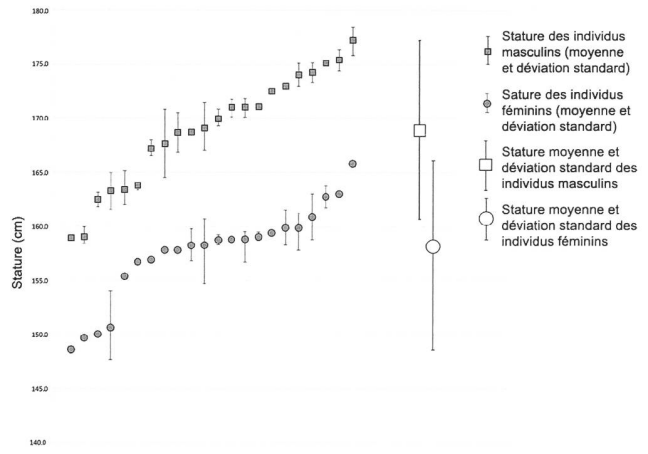 180.0
175.0
170.0
165.0
160.0
155.0
150.0
145.0
140.0
Stature (cm)
Stature des individus
masculins (moyenne
et déviation standard)
Sature des individus
féminins (moyenne et
déviation standard)
Stature moyenne et
déviation standard des
individus masculins
Stature moyenne et
déviation standard des
individus féminins